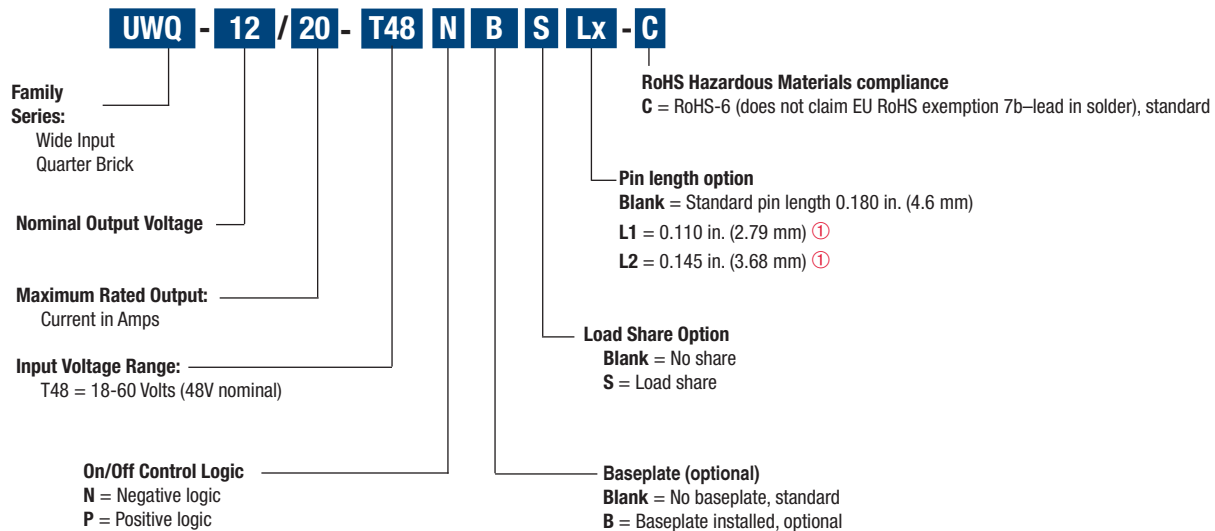 UWQ - 12 / 20 - T48 N B S Lx - C
RoHS Hazardous Materials compliance
C = RoHS-6 (does not claim EU RoHS exemption 7b–lead in solder), standard
Family
Series:
Wide Input
Quarter Brick
Pin length option
Blank = Standard pin length 0.180 in. (4.6 mm)
L1 = 0.110 in. (2.79 mm) ①
L2 = 0.145 in. (3.68 mm) ①
Nominal Output Voltage
Maximum Rated Output:
Current in Amps
Load Share Option
Blank = No share
S = Load share
Input Voltage Range:
T48 = 18-60 Volts (48V nominal)
On/Off Control Logic
N = Negative logic
P = Positive logic
Baseplate (optional)
Blank = No baseplate, standard
B = Baseplate installed, optional